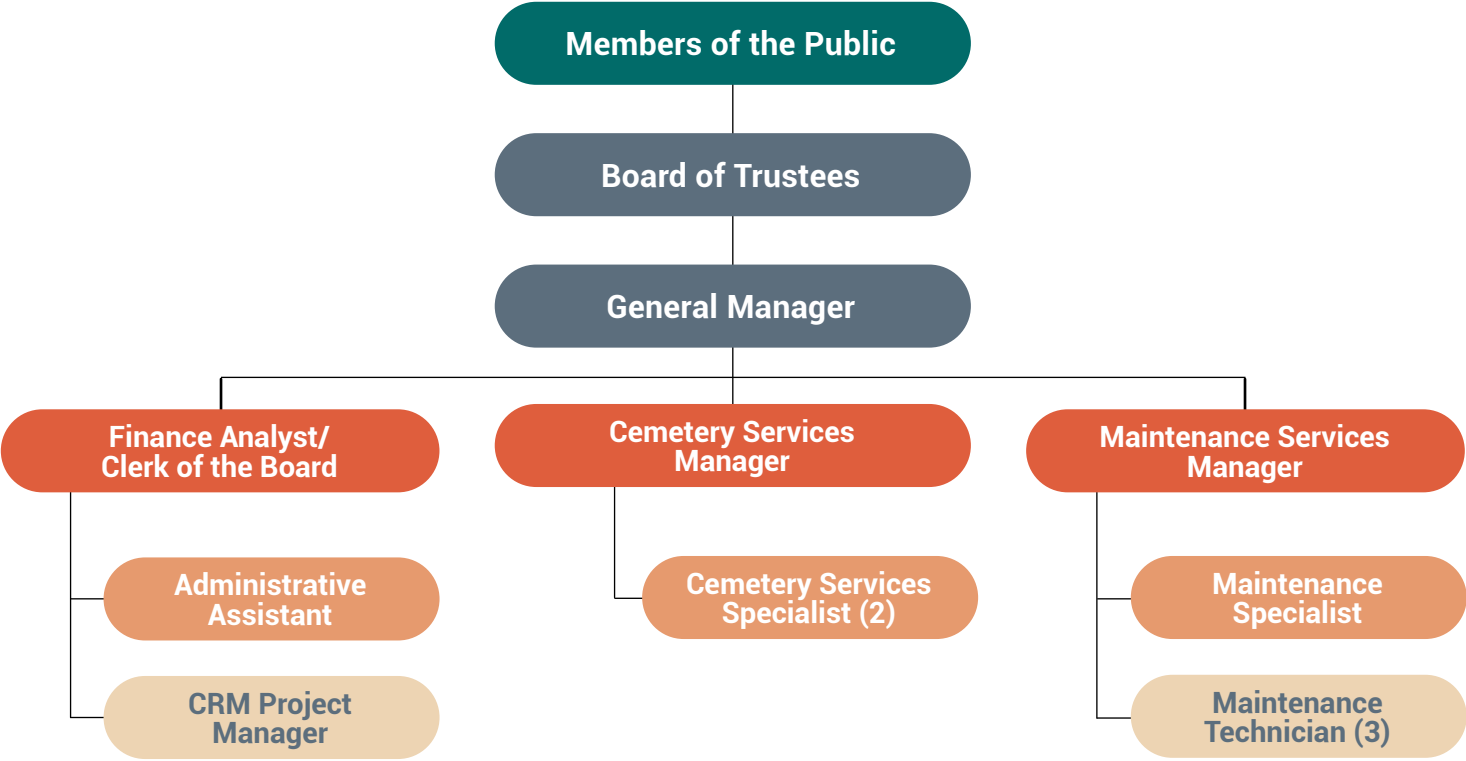 Members of the Public
Board of Trustees
General Manager
Finance Analyst/
Clerk of the Board
Cemetery Services
Manager
Maintenance Services
Manager
Administrative
Assistant
Cemetery Services
Specialist (2)
Maintenance
Specialist
CRM Project
Manager
Maintenance
Technician (3)